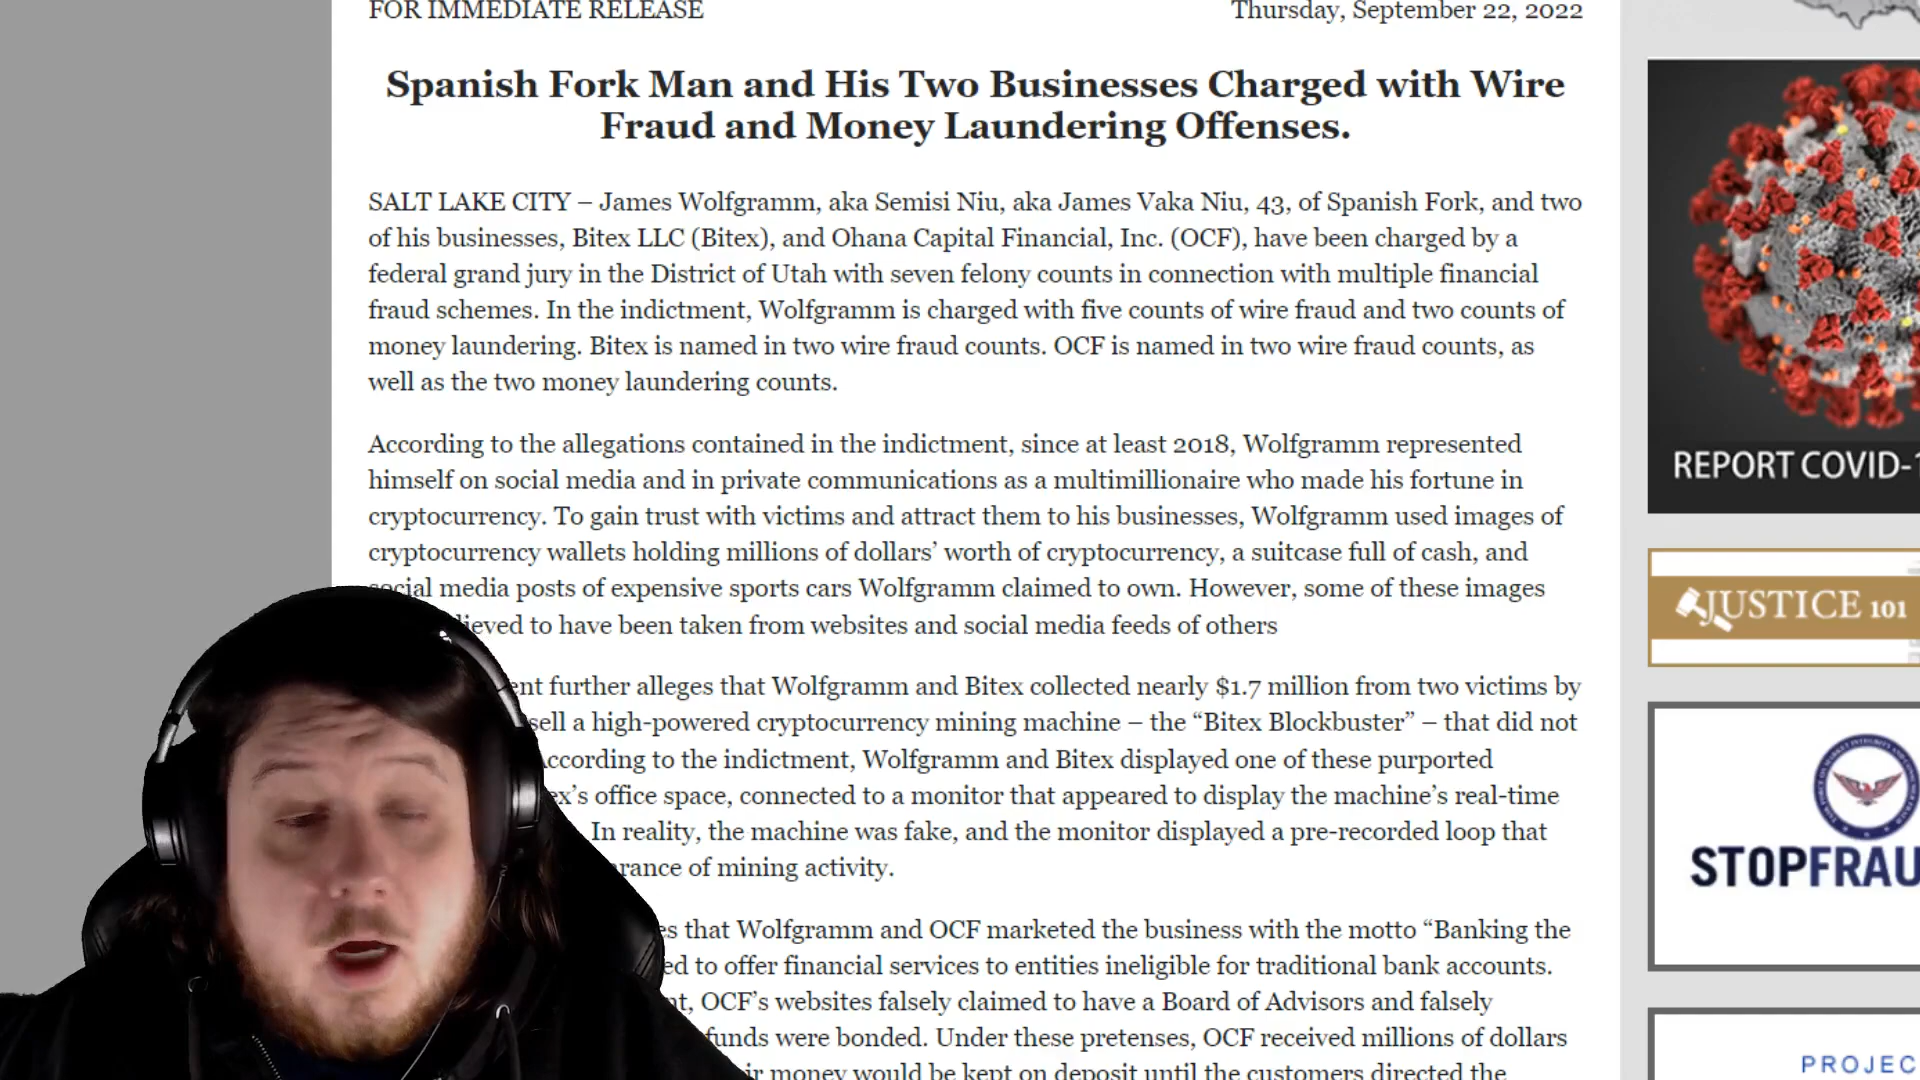 FOR IMMEDIATE RELEASE
Thursday, September 22, 2022
Spanish Fork Man and His Two Businesses Charged with Wire
Fraud and Money Laundering Offenses.
SALT LAKE CITY – James Wolfgramm, aka Semisi Niu, aka James Vaka Niu, 43, of Spanish Fork, and two
of his businesses, Bitex LLC (Bitex), and Ohana Capital Financial, Inc. (OCF), have been charged by a
federal grand jury in the District of Utah with seven felony counts in connection with multiple financial
fraud schemes. In the indictment, Wolfgramm is charged with five counts of wire fraud and two counts of
money laundering. Bitex is named in two wire fraud counts. OCF is named in two wire fraud counts, as
well as the two money laundering counts.
According to the allegations contained in the indictment, since at least 2018, Wolfgramm represented
himself on social media and in private communications as a multimillionaire who made his fortune in
cryptocurrency. To gain trust with victims and attract them to his businesses, Wolfgramm used images of
cryptocurrency wallets holding millions of dollars’ worth of cryptocurrency, a suitcase full of cash, and
social media posts of expensive sports cars Wolfgramm claimed to own. However, some of these images
to have been taken from websites and social media feeds of others
further alleges that Wolfgramm and Bitex collected nearly $1.7 million from two victims by
sell a high-powered cryptocurrency mining machine – the “Bitex Blockbuster” – that did not
According to the indictment, Wolfgramm and Bitex displayed one of these purported
office space, connected to a monitor that appeared to display the machine’s real-time
In reality, the machine was fake, and the monitor displayed a pre-recorded loop that
of mining activity.
that Wolfgramm and OCF marketed the business with the motto “Banking the
to offer financial services to entities ineligible for traditional bank accounts.
OCF’s websites falsely claimed to have a Board of Advisors and falsely
funds were bonded. Under these pretenses, OCF received millions of dollars
money would be kept on deposit until the customers directed the
REPORT COVID-1
JUSTICE 101
STOPFRAU
PROJEC